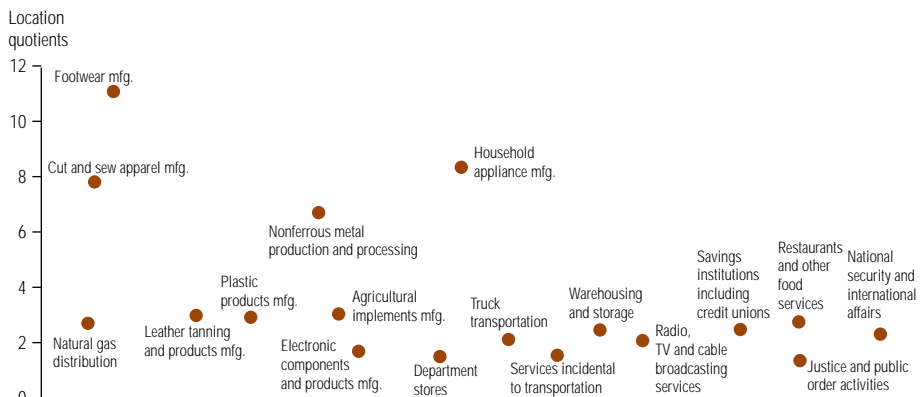 Location
quotients
12
10
8
6
4
2
0
Footwear mfg.
Cut and sew apparel mfg.
Household
appliance mfg.
Nonferrous metal
production and processing
Natural gas
distribution
Leather tanning
and products mfg.
Plastic
products mfg.
Agricultural
implements mfg.
Electronic
components
and products mfg.
Department
stores
Truck
transportation
Services incidental
to transportation
Warehousing
and storage
Radio,
TV and cable
broadcasting
services
Savings
institutions
including
credit unions
Restaurants
and other
food
services
Justice and public
order activities
National
security and
international
affairs